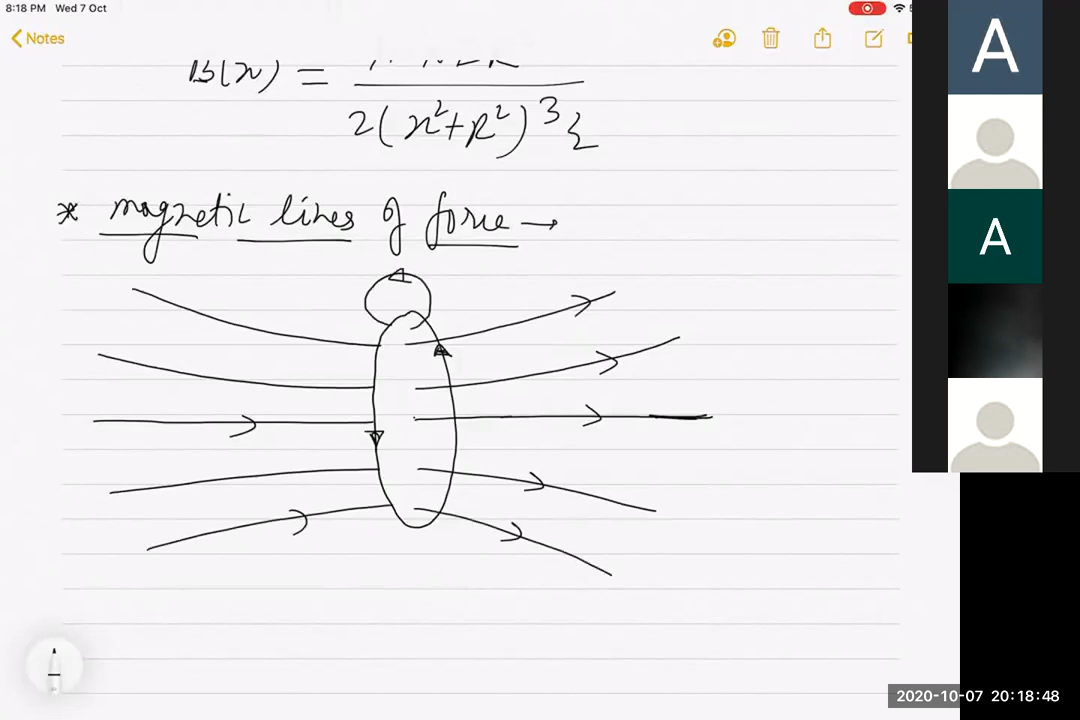 8:18 PM Wed 7 Oct
Notes
B(x) =
2(x²+R²)^3/2
* magnetic lines of force →
A
A
2020-10-07 20:18:48